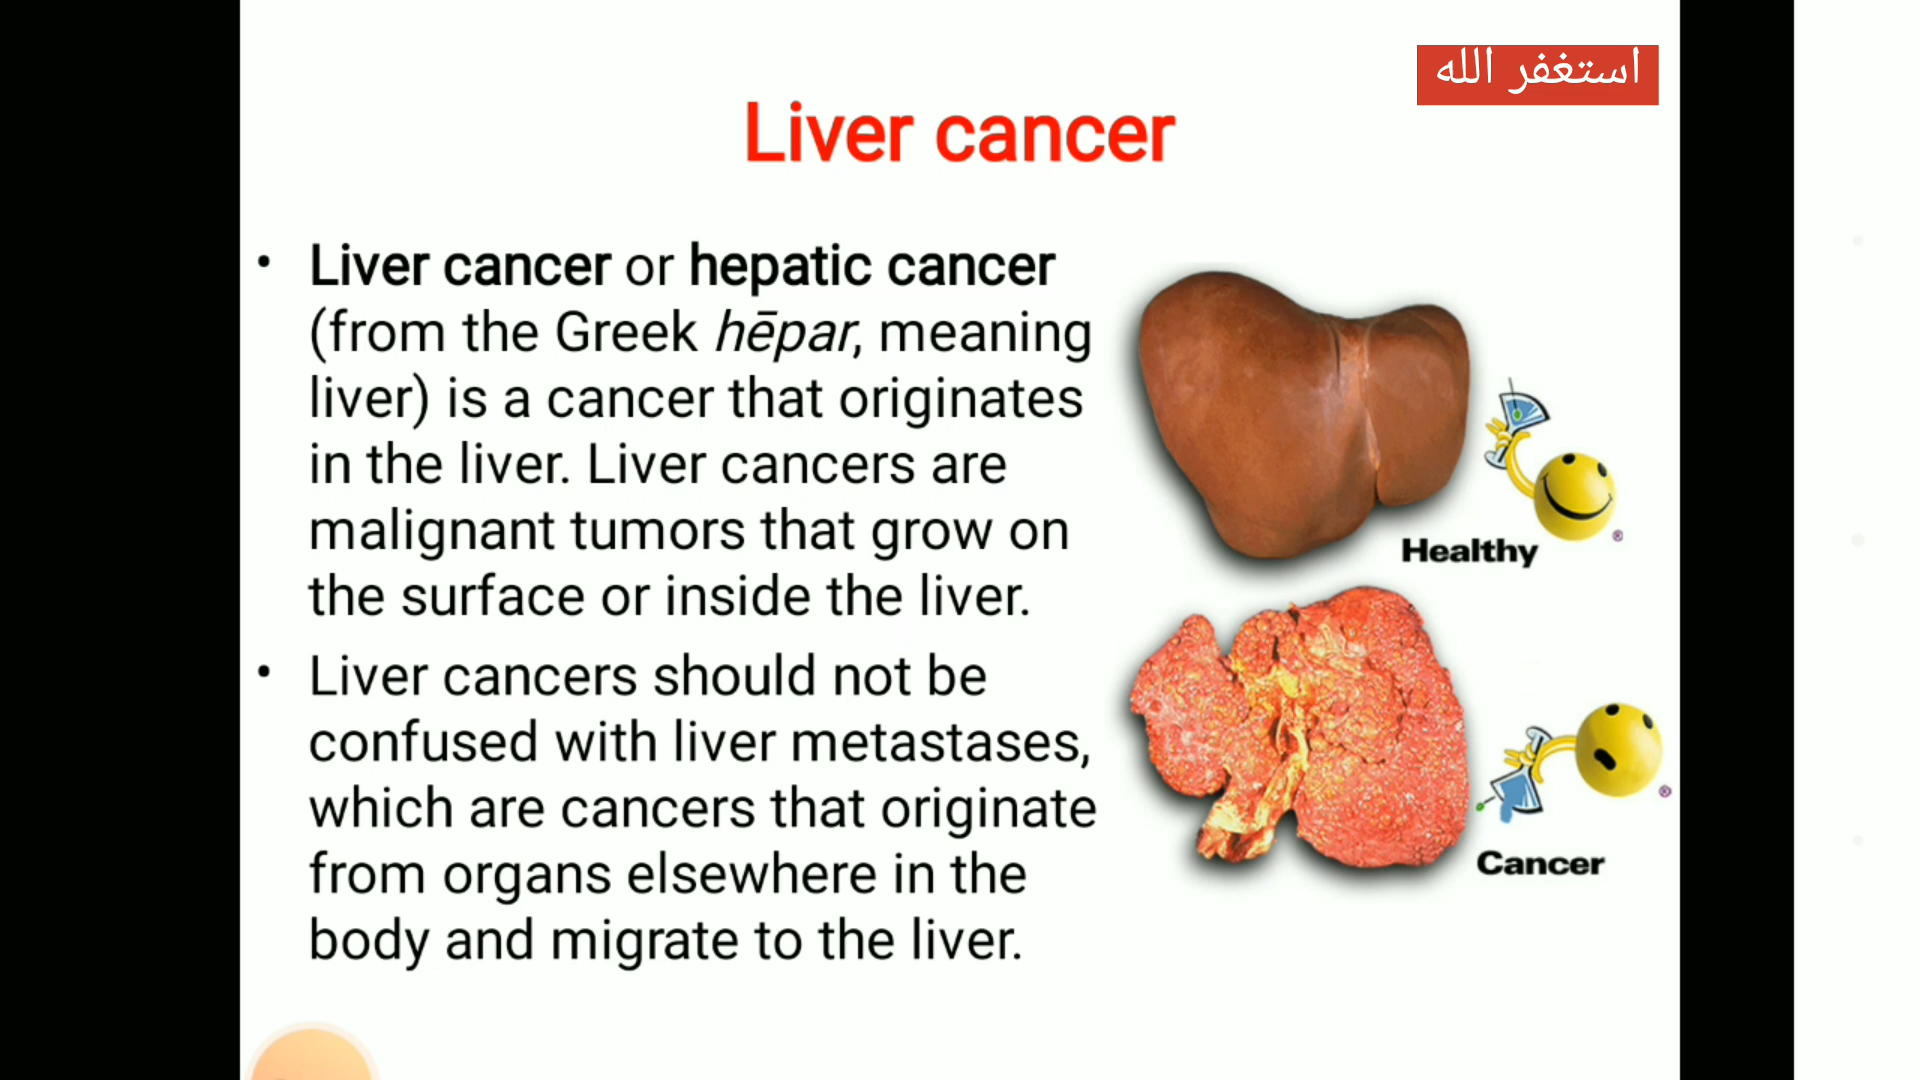 استغفر الله
Liver cancer
• Liver cancer or hepatic cancer
(from the Greek hēpar, meaning
liver) is a cancer that originates
in the liver. Liver cancers are
malignant tumors that grow on
the surface or inside the liver.
• Liver cancers should not be
confused with liver metastases,
which are cancers that originate
from organs elsewhere in the
body and migrate to the liver.
Healthy
®
Cancer
®